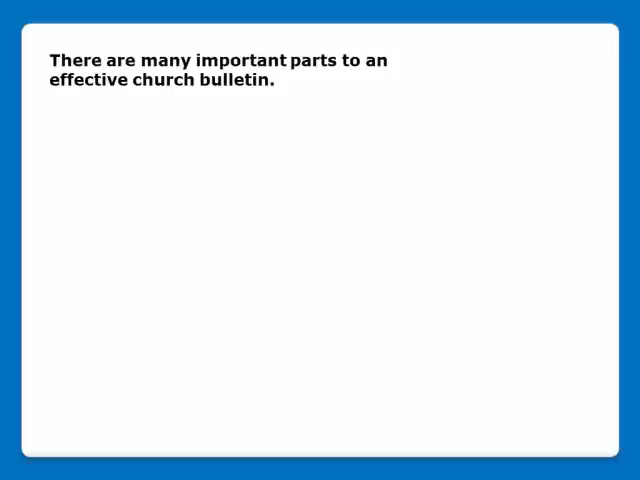 There are many important parts to an
effective church bulletin.